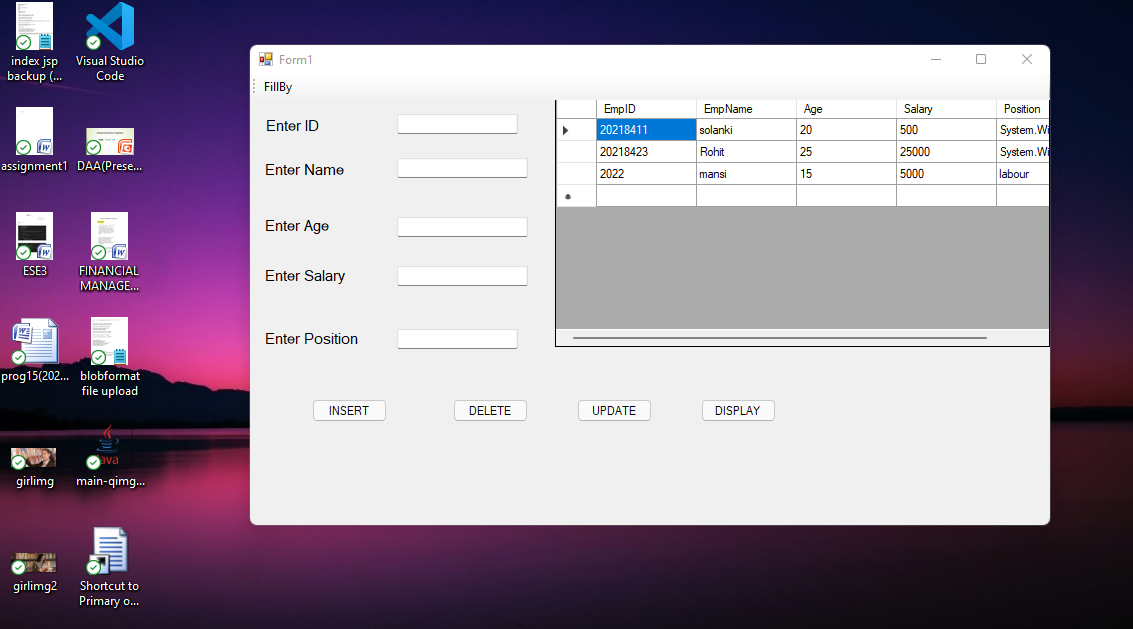 index jsp
backup (...
Visual Studio
Code
assignment1
DAA(Prese...
ESE3
FINANCIAL
MANAGE...
prog15(202...
blobformat
file upload
girlimg
main-qimg...
girlimg2
Shortcut to
Primary o...
Form1
FillBy
Enter ID
Enter Name
Enter Age
Enter Salary
Enter Position
EmpID EmpName Age Salary Position
20218411 solanki 20 500 System.Wi
20218423 Rohit 25 25000 System.Wi
2022 mansi 15 5000 labour
INSERT DELETE UPDATE DISPLAY